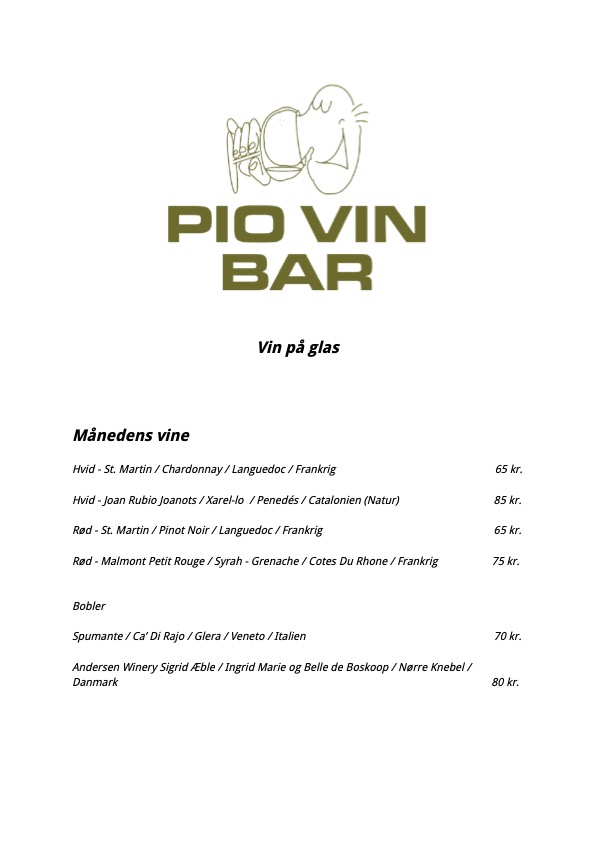 PIO VIN
BAR
Vin på glas
Månedens vine
Hvid - St. Martin / Chardonnay / Languedoc / Frankrig 65 kr.
Hvid - Joan Rubio Joanots / Xarel-lo / Penedés / Catalonien (Natur) 85 kr.
Rød - St. Martin / Pinot Noir / Languedoc / Frankrig 65 kr.
Rød - Malmont Petit Rouge / Syrah - Grenache / Cotes Du Rhone / Frankrig 75 kr.
Bobler
Spumante / Ca’ Di Rajo / Glera / Veneto / Italien 70 kr.
Andersen Winery Sigrid Æble / Ingrid Marie og Belle de Boskoop / Nørre Knebel /
Danmark 80 kr.